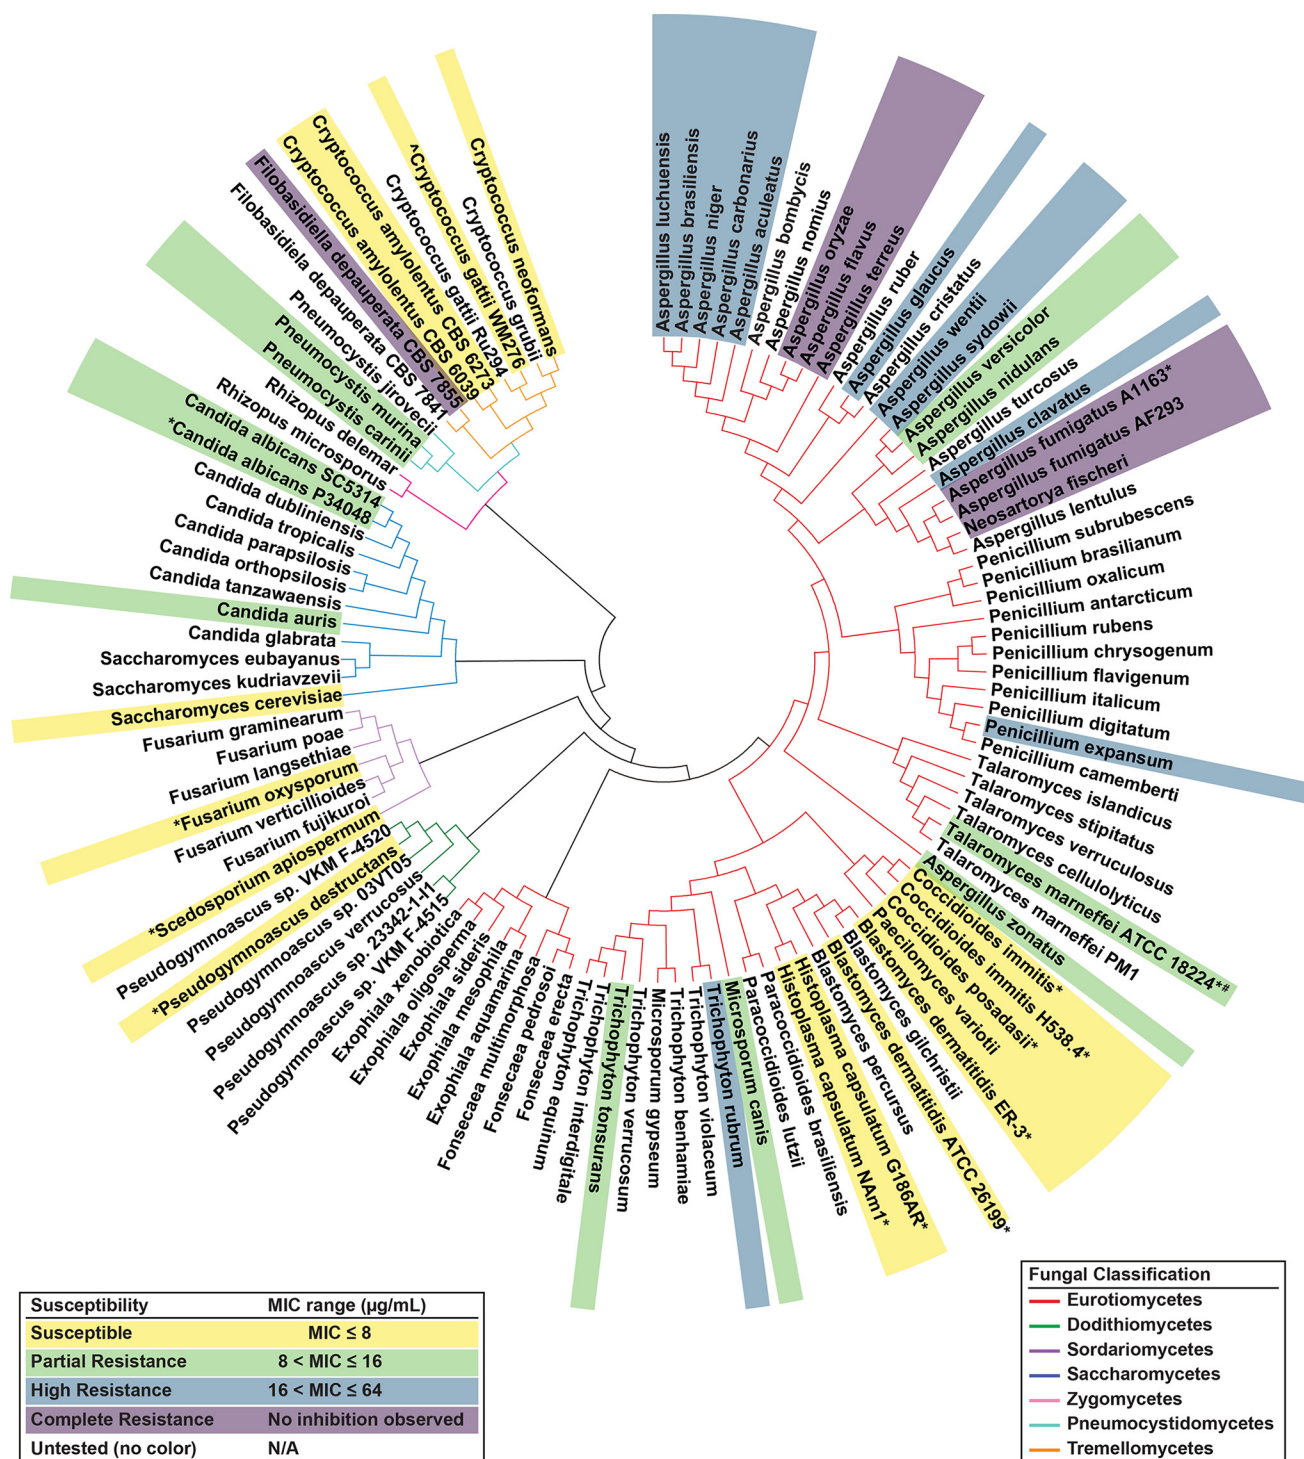 Aspergillus luchuensis
Aspergillus brasiliensis
Aspergillus niger
Aspergillus carbonarius
Aspergillus aculeatus
Aspergillus bombycis
Aspergillus nomius
Aspergillus oryzae
Aspergillus flavus
Aspergillus terreus
Aspergillus ruber
Aspergillus glaucus
Aspergillus cristatus
Aspergillus wentii
Aspergillus sydowii
Aspergillus versicolor
Aspergillus nidulans
Aspergillus turcosus
Aspergillus clavatus
Aspergillus fumigatus A1163*
Aspergillus fumigatus AF293
Neosartorya fischeri
Aspergillus lentulus
Penicillium subrubescens
Penicillium brasilianum
Penicillium oxalicum
Penicillium antarcticum
Penicillium rubens
Penicillium chrysogenum
Penicillium flavigenum
Penicillium italicum
Penicillium digitatum
Penicillium expansum
Penicillium camemberti
Talaromyces islandicus
Talaromyces stipitatus
Talaromyces verruculosus
Talaromyces cellulolyticus
Talaromyces marneffei ATCC 18224*#
Talaromyces marneffei PM1
Aspergillus zonatus
Coccidioides immitis*
Coccidioides immitis H538.4*
Coccidioides posadasii*
Paecilomyces variotii
Blastomyces dermatitidis ER-3*
Blastomyces gilchristii
Blastomyces dermatitidis ATCC 26199*
Blastomyces percursus
Histoplasma capsulatum G186AR*
Histoplasma capsulatum NAm1*
Paracoccidioides brasiliensis
Paracoccidioides lutzii
Microsporum canis
Trichophyton rubrum
Trichophyton violaceum
Trichophyton benhamiae
Microsporum gypseum
Trichophyton verrucosum
Trichophyton tonsurans
Trichophyton interdigitale
Trichophyton equinum
Fonsecaea erecta
Fonsecaea pedrosoi
Fonsecaea multimorphosa
Exophiala aquamarina
Exophiala mesophila
Exophiala sideris
Exophiala oligosperma
Exophiala xenobiotica
Pseudogymnoascus sp. VKM F-4515
Pseudogymnoascus sp. 23342-1-I1
Pseudogymnoascus verrucosus
Pseudogymnoascus sp. 03VT05
*Pseudogymnoascus destructans
Pseudogymnoascus sp. VKM F-4520
*Scedosporium apiospermum
Fusarium fujikuroi
Fusarium verticillioides
*Fusarium oxysporum
Fusarium langsethiae
Fusarium poae
Fusarium graminearum
Saccharomyces cerevisiae
Saccharomyces kudriavzevii
Saccharomyces eubayanus
Candida glabrata
Candida auris
Candida tanzawaensis
Candida orthopsilosis
Candida parapsilosis
Candida tropicalis
Candida dubliniensis
*Candida albicans P34048
Candida albicans SC5314
Rhizopus microsporus
Rhizopus delemar
Pneumocystis carinii
Pneumocystis murina
Pneumocystis jirovecii
Filobasidiela depauperata CBS 7841
Filobasidiella depauperata CBS 7855
Cryptococcus amylolentus CBS 6039
Cryptococcus amylolentus CBS 6273
Cryptococcus gattii Ru294
^Cryptococcus gattii WM276
Cryptococcus grubii
Cryptococcus neoformans
Susceptibility MIC range (µg/mL)
Susceptible MIC ≤ 8
Partial Resistance 8 < MIC ≤ 16
High Resistance 16 < MIC ≤ 64
Complete Resistance No inhibition observed
Untested (no color) N/A
Fungal Classification
Eurotiomycetes
Dodithiomycetes
Sordariomycetes
Saccharomycetes
Zygomycetes
Pneumocystidomycetes
Tremellomycetes